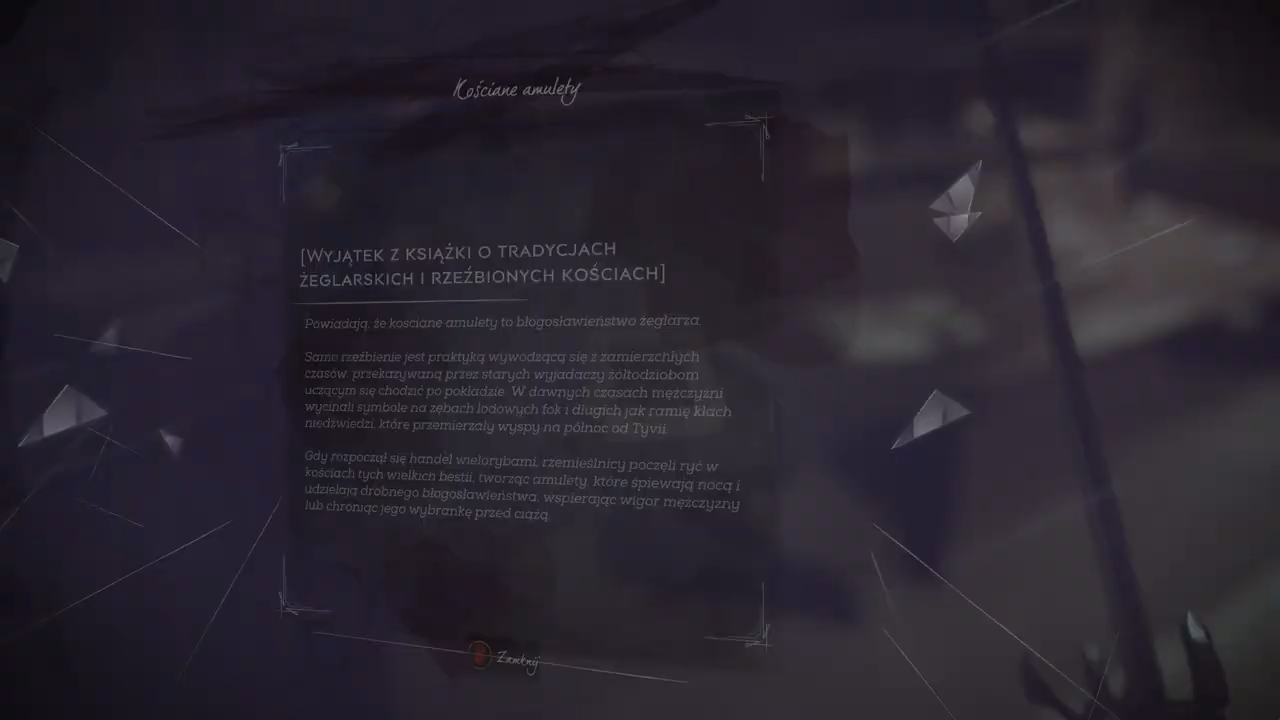 Kościane amulety
[Wyjątek z książki o tradycjach
żeglarskich i rzeźbionych kościach]
Powiadają, że kościane amulety to błogosławieństwo żeglarza.
Samo rzeźbienie jest praktyką wywodzącą się z zamierzchłych
czasów, przekazywaną przez starych wyjadaczy żółtodziobom
uczącym się chodzić po pokładzie. W dawnych czasach mężczyźni
wycinali symbole na zębach lodowych fok i długich jak ramię kłach
niedźwiedzi, które przemierzały wyspy na północ od Tyvii.
Gdy rozpoczął się handel wielorybami, rzemieślnicy poczęli ryć w
kościach tych wielkich bestii, tworząc amulety, które śpiewają nocą i
udzielają drobnego błogosławieństwa, wspierając wigor mężczyzny
lub chroniąc jego wybrankę przed ciążą.
Zamknij